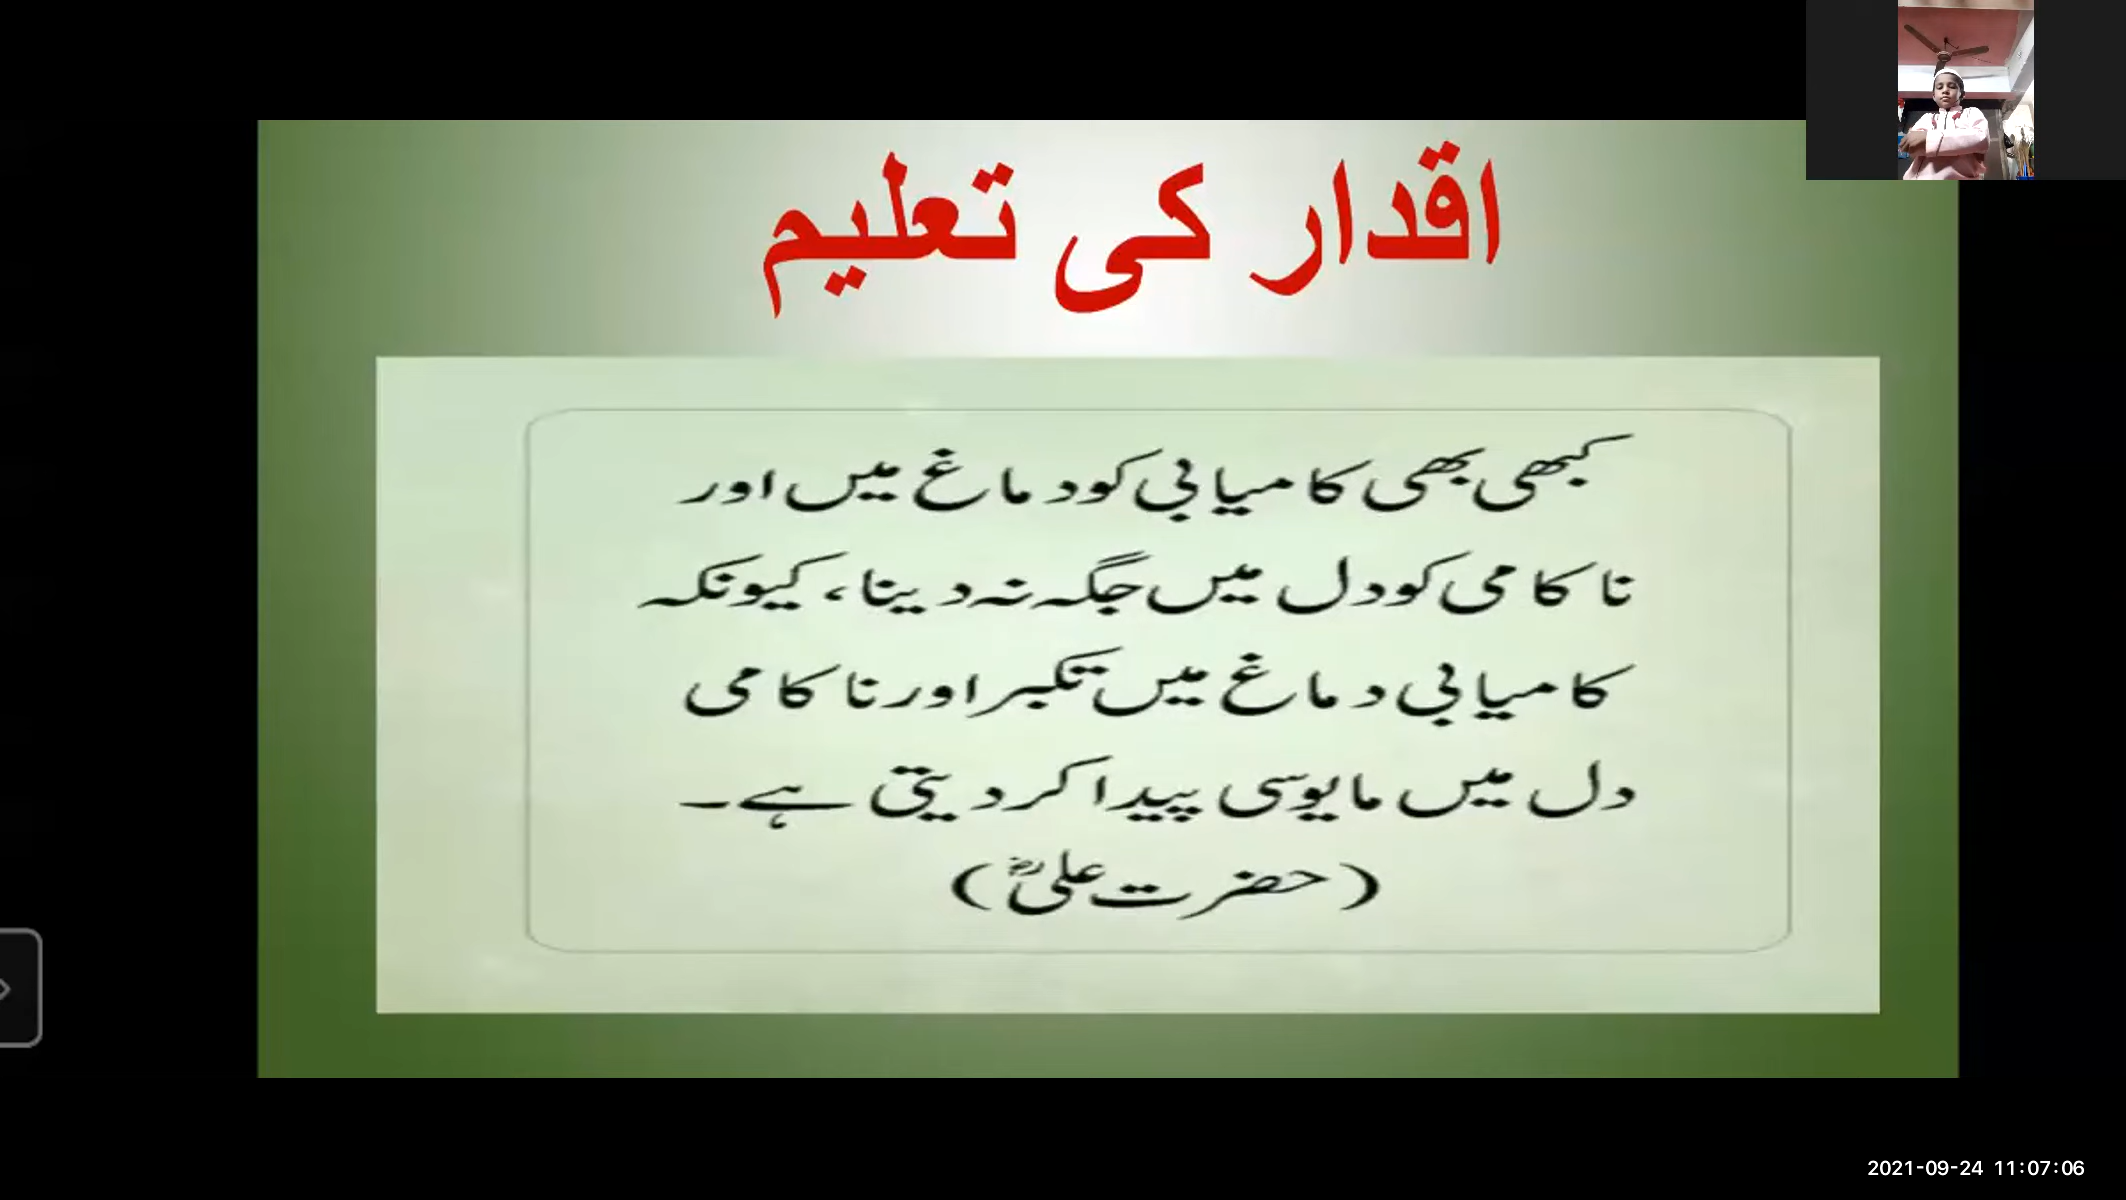 اقدار کی تعلیم
کبھی بھی کامیابی کو دماغ میں اور
ناکامی کو دل میں جگہ نہ دینا، کیونکہ
کامیابی دماغ میں تکبر اور ناکامی
دل میں مایوسی پیدا کر دیتی ہے۔
(حضرت علیؓ)
2021-09-24 11:07:06